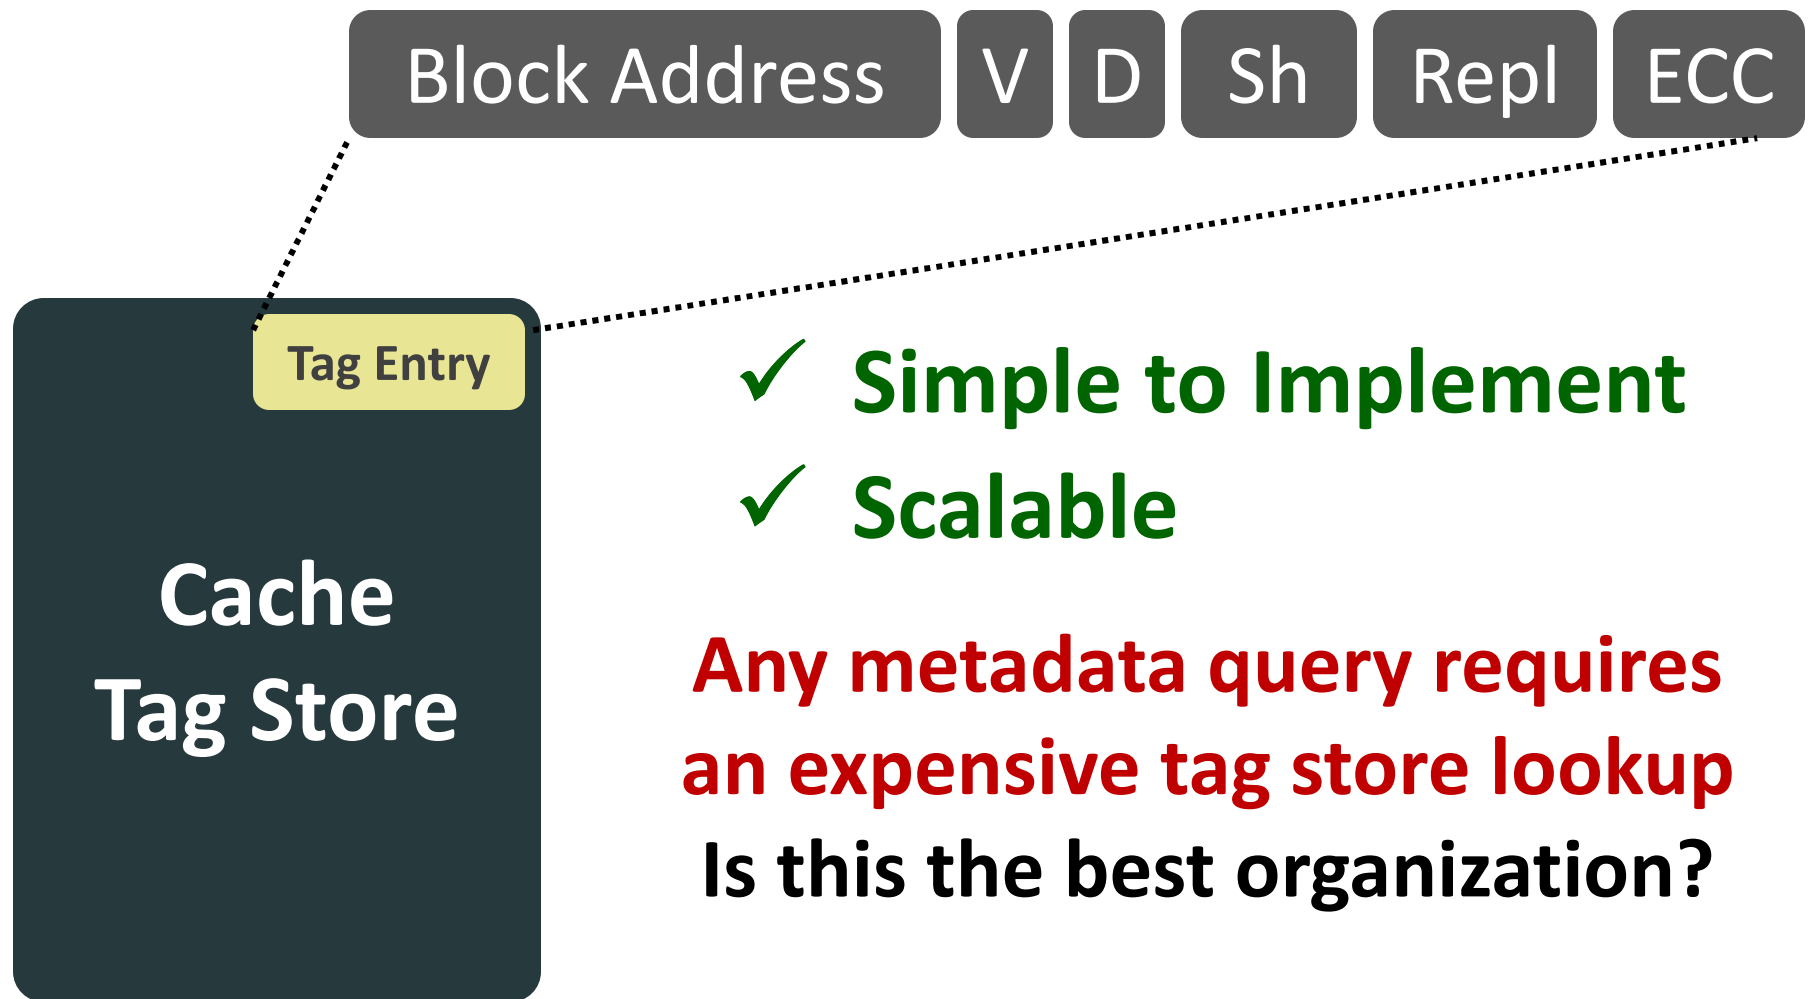 Block Address V D Sh Repl ECC
Tag Entry
✓ Simple to Implement
✓ Scalable
Cache
Tag Store
Any metadata query requires
an expensive tag store lookup
Is this the best organization?